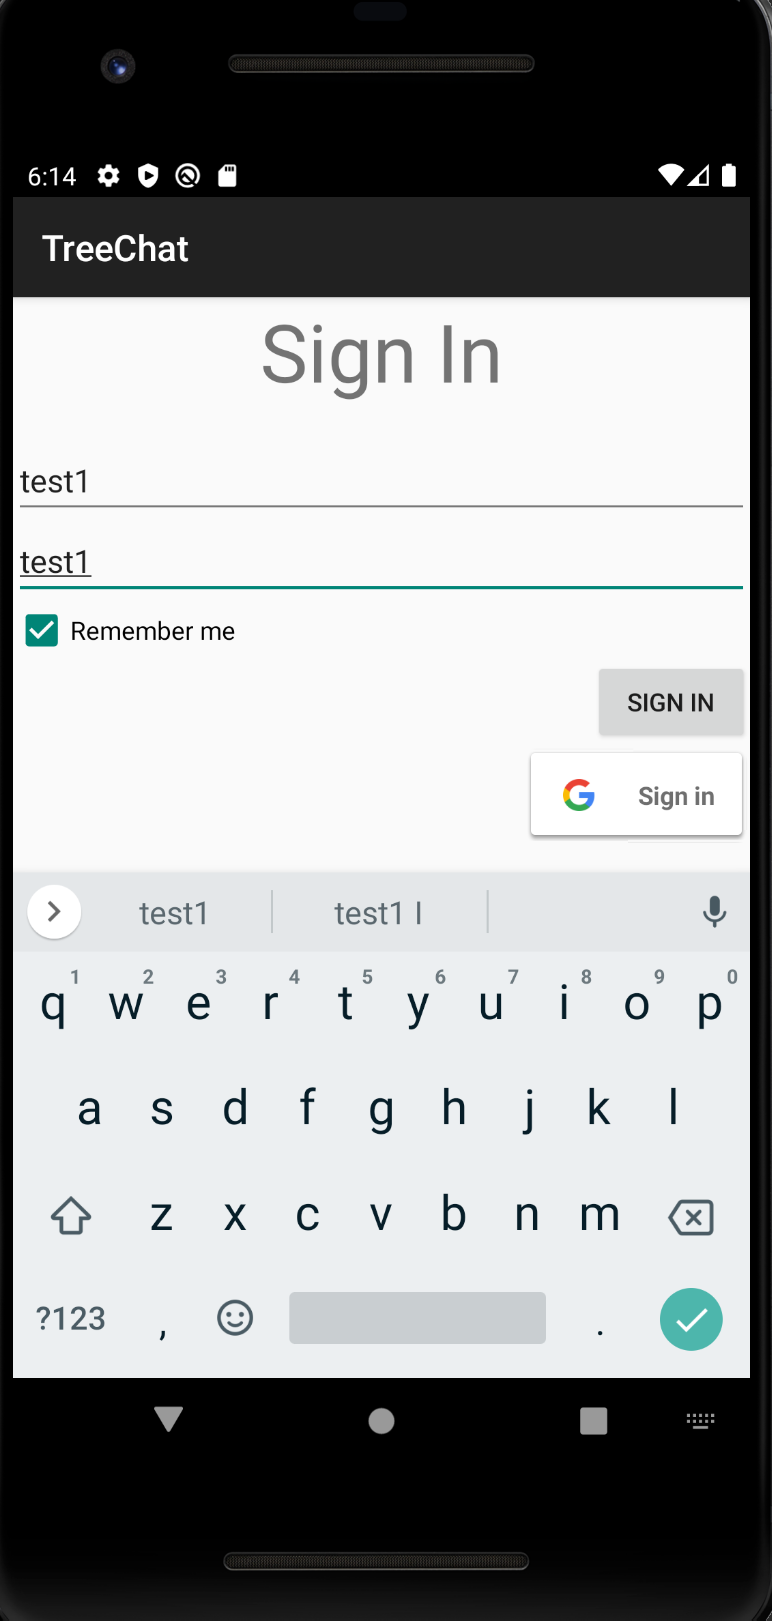 6:14
TreeChat
Sign In
test1
test1
Remember me
SIGN IN
Sign in
test1 test1 I
1 2 3 4 5 6 7 8 9 0
q w e r t y u i o p
a s d f g h j k l
z x c v b n m
?123 , .